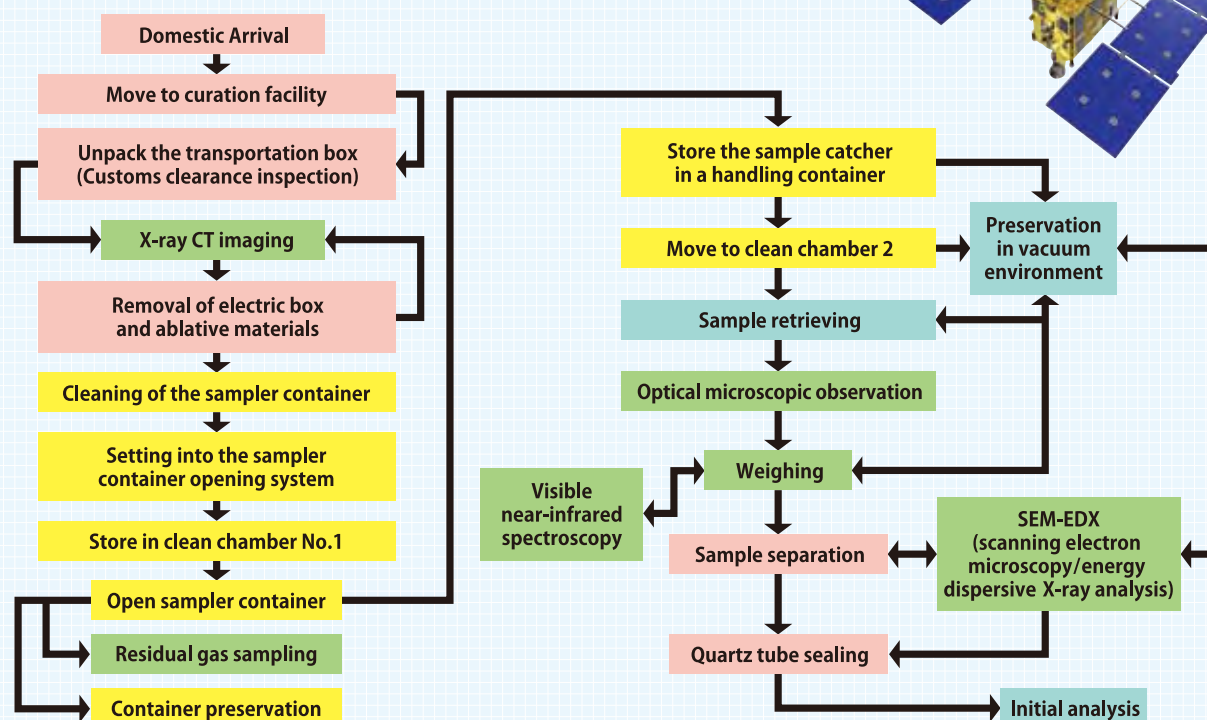 Domestic Arrival
Move to curation facility
Unpack the transportation box
(Customs clearance inspection)
X-ray CT imaging
Removal of electric box
and ablative materials
Cleaning of the sampler container
Setting into the sampler
container opening system
Store in clean chamber No.1
Open sampler container
Residual gas sampling
Container preservation
Store the sample catcher
in a handling container
Move to clean chamber 2
Preservation
in vacuum
environment
Sample retrieving
Optical microscopic observation
Weighing
Visible
near-infrared
spectroscopy
Sample separation
SEM-EDX
(scanning electron
microscopy/energy
dispersive X-ray analysis)
Quartz tube sealing
Initial analysis